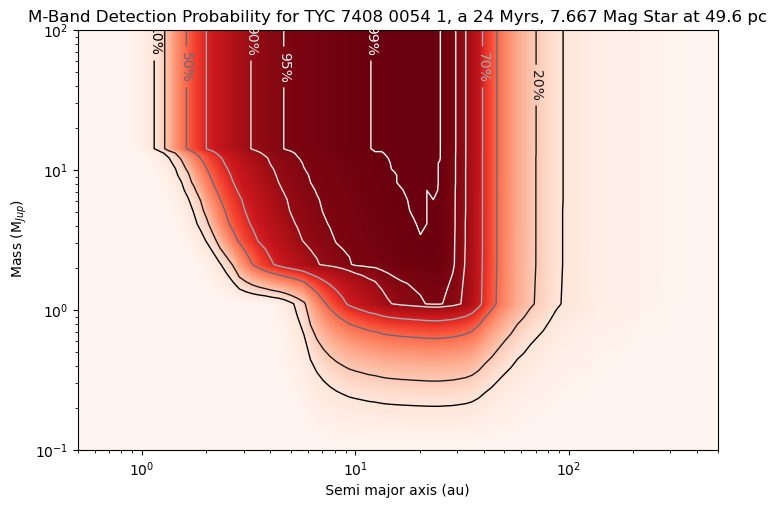 M-Band Detection Probability for TYC 7408 0054 1, a 24 Myrs, 7.667 Mag Star at 49.6 pc
10² 0% 50% 90% 95% 99% 70% 20%
10¹
Mass (M_Jup)
10⁰
10⁻¹
10⁰ 10¹ 10²
Semi major axis (au)